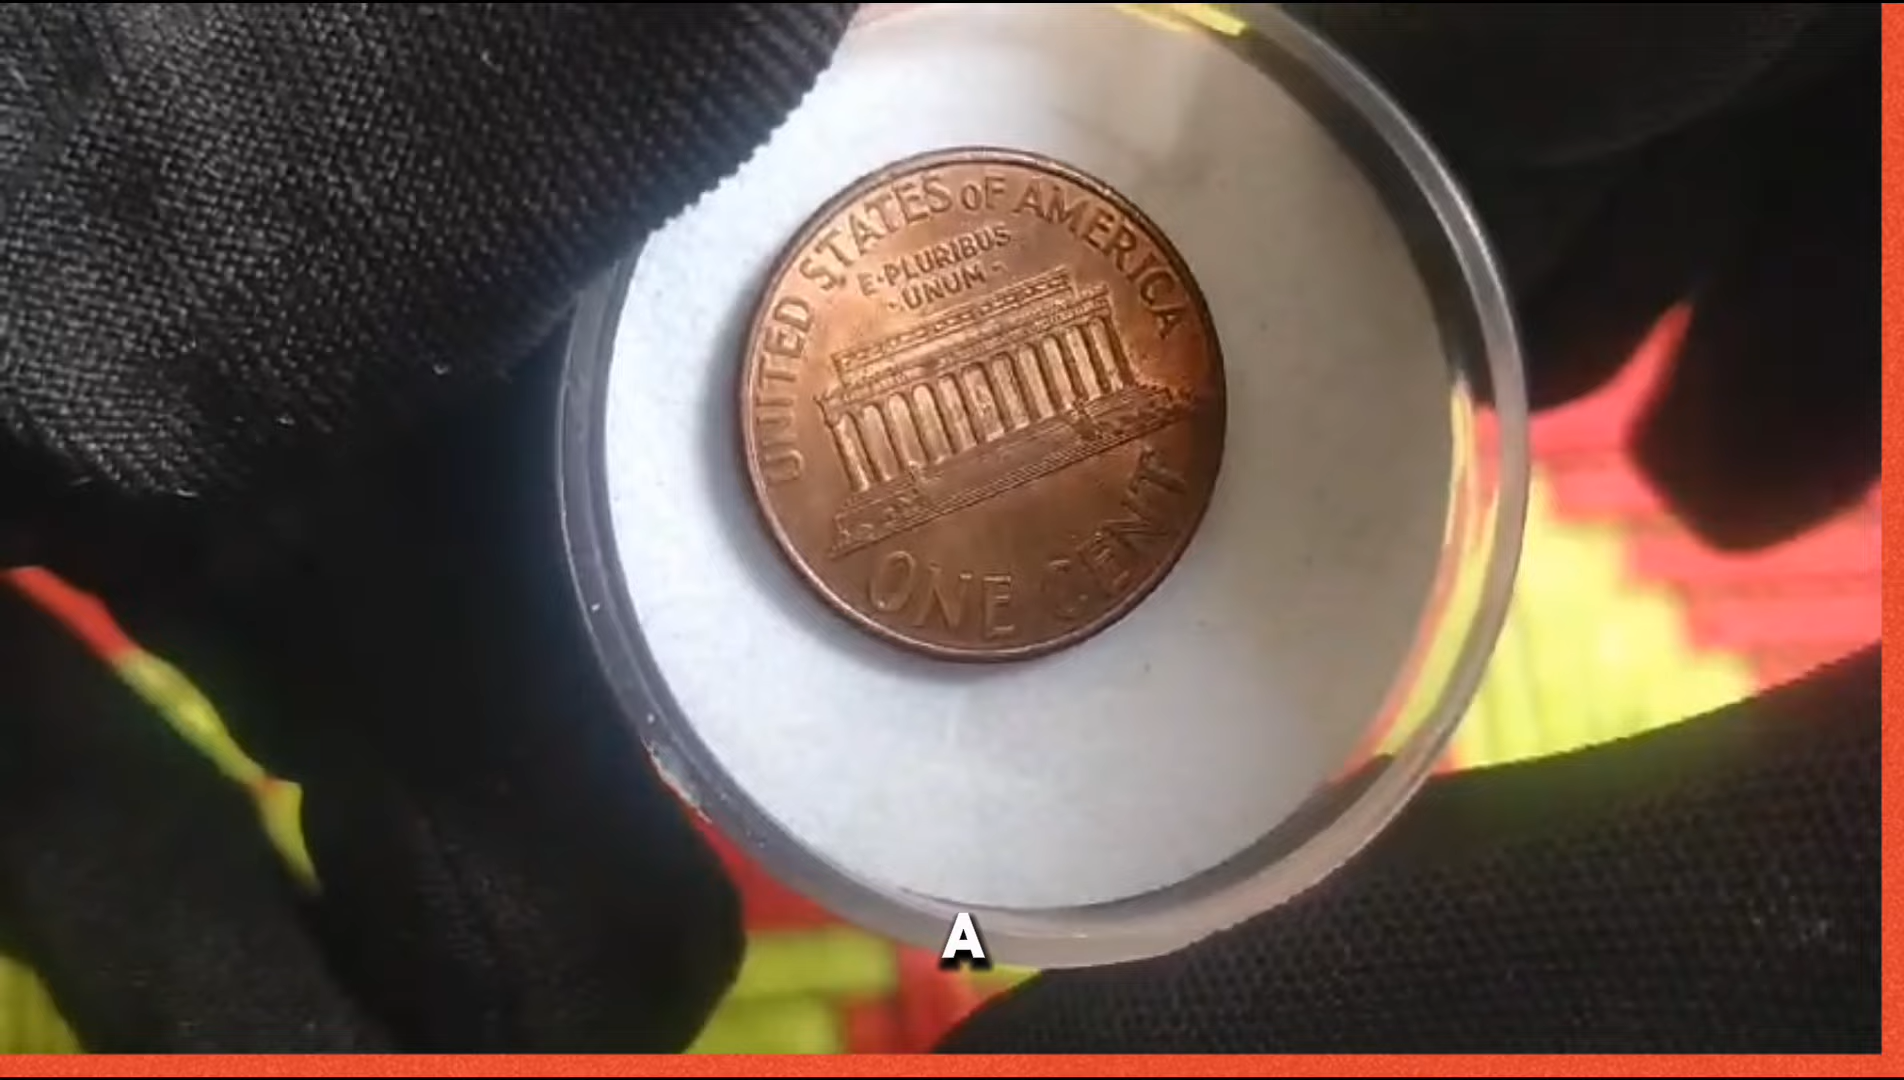 UNITED STATES OF AMERICA
E·PLURIBUS
·UNUM·
ONE CENT
A